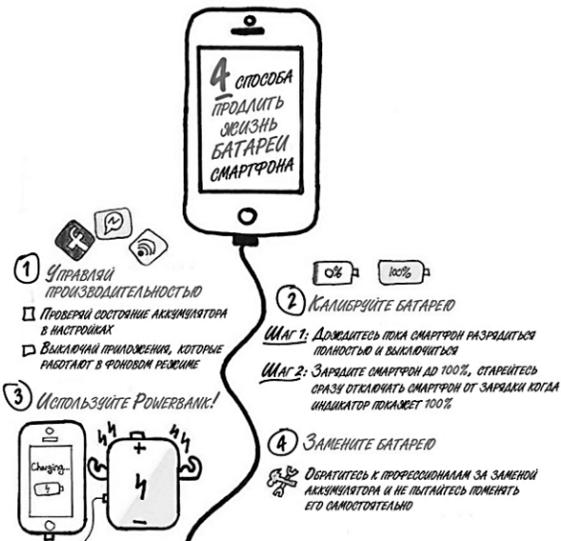 4 СПОСОБА
ПРОДЛИТЬ
ЖИЗНЬ
БАТАРЕИ
СМАРТФОНА
1 УПРАВЛЯЙ
ПРОИЗВОДИТЕЛЬНОСТЬЮ
ПРОВЕРЯЙ СОСТОЯНИЕ АККУМУЛЯТОРА
В НАСТРОЙКАХ
ВЫКЛЮЧАЙ ПРИЛОЖЕНИЯ, КОТОРЫЕ
РАБОТАЮТ В ФОНОВОМ РЕЖИМЕ
0% 100%
2 КАЛИБРУЙТЕ БАТАРЕЮ
ШАГ 1: ДОЖДИТЕСЬ ПОКА СМАРТФОН РАЗРЯДИТЬСЯ
ПОЛНОСТЬЮ И ВЫКЛЮЧИТЬСЯ
ШАГ 2: ЗАРЯДИТЕ СМАРТФОН ДО 100%, СТАРЕЙТЕСЬ
СРАЗУ ОТКЛЮЧАТЬ СМАРТФОН ОТ ЗАРЯДКИ КОГДА
ИНДИКАТОР ПОКАЖЕТ 100%
3 ИСПОЛЬЗУЙТЕ POWERBANK!
Charging...
4 ЗАМЕНИТЕ БАТАРЕЮ
ОБРАТИТЕСЬ К ПРОФЕССИОНАЛАМ ЗА ЗАМЕНОЙ
АККУМУЛЯТОРА И НЕ ПЫТАЙТЕСЬ ПОМЕНЯТЬ
ЕГО САМОСТОЯТЕЛЬНО